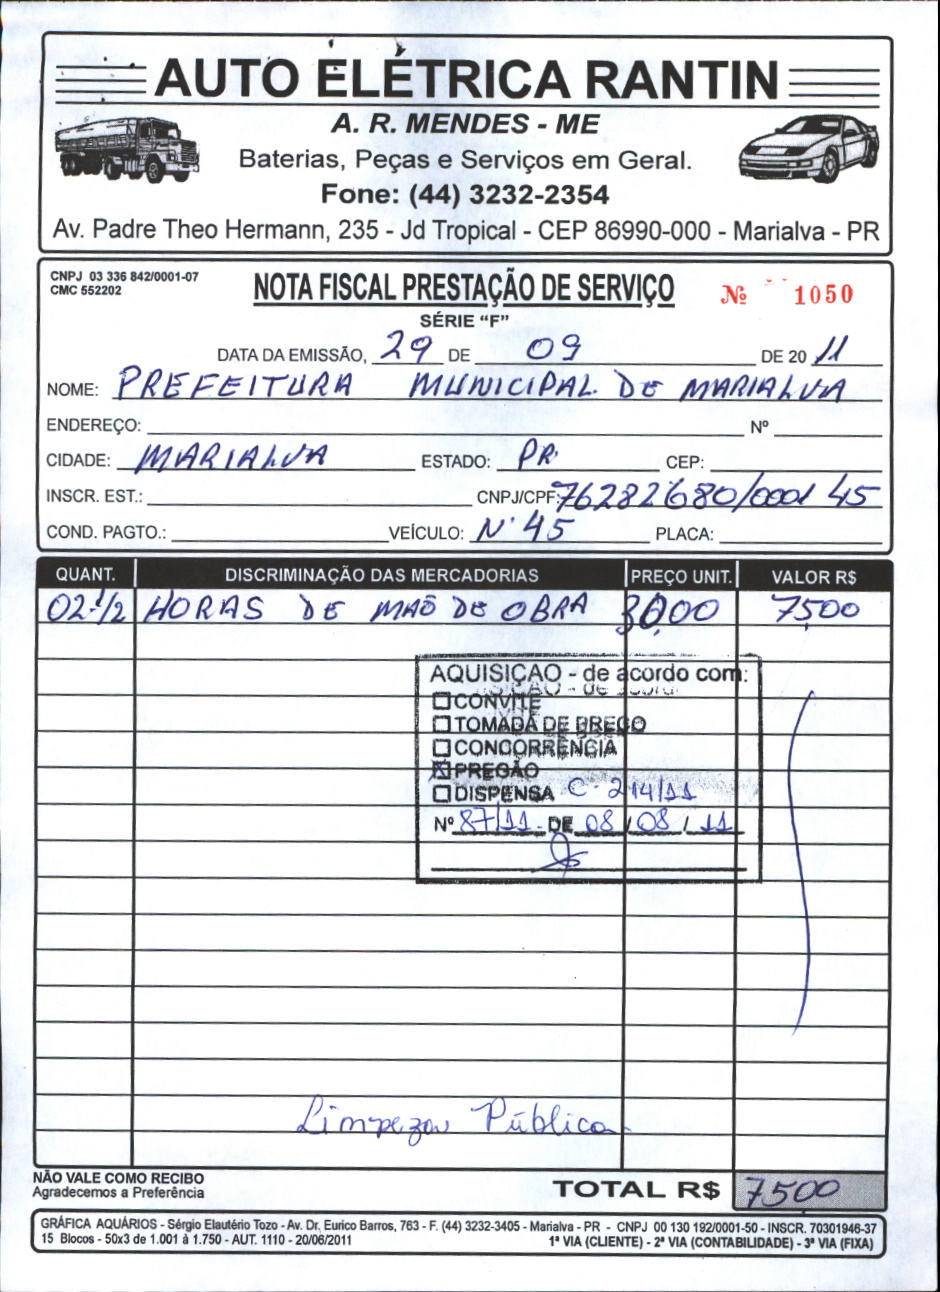 AUTO ELÉTRICA RANTIN
A. R. MENDES - ME
Baterias, Peças e Serviços em Geral.
Fone: (44) 3232-2354
Av. Padre Theo Hermann, 235 - Jd Tropical - CEP 86990-000 - Marialva - PR
CNPJ 03 336 842/0001-07
CMC 552202
NOTA FISCAL PRESTAÇÃO DE SERVIÇO
Nº 1050
SÉRIE “F”
DATA DA EMISSÃO, 29 DE 09 DE 20 11
NOME: PREFEITURA MUNICIPAL DE MARIALVA
ENDEREÇO: Nº
CIDADE: MARIALVA ESTADO: PR. CEP:
INSCR. EST.: CNPJ/CPF: 76282680/0001 45
COND. PAGTO.: VEÍCULO: Nº 45 PLACA:
QUANT. DISCRIMINAÇÃO DAS MERCADORIAS PREÇO UNIT. VALOR R$
02 1/2 HORAS DE MÃO DE OBRA 30,00 75,00
AQUISIÇAO - de acordo com:
CONVITE
TOMADA DE PREÇO
CONCORRÊNCIA
PREGÃO
DISPENSA C- 214/11
Nº 87/11 - DE 08 / 08 / 11
Limpeza Pública
NÃO VALE COMO RECIBO
Agradecemos a Preferência
TOTAL R$ 75,00
GRÁFICA AQUÁRIOS - Sérgio Elautério Tozo - Av. Dr. Eurico Barros, 763 - F. (44) 3232-3405 - Marialva - PR - CNPJ 00 130 192/0001-50 - INSCR. 70301946-37
15 Blocos - 50x3 de 1.001 à 1.750 - AUT. 1110 - 20/06/2011 1ª VIA (CLIENTE) - 2ª VIA (CONTABILIDADE) - 3ª VIA (FIXA)